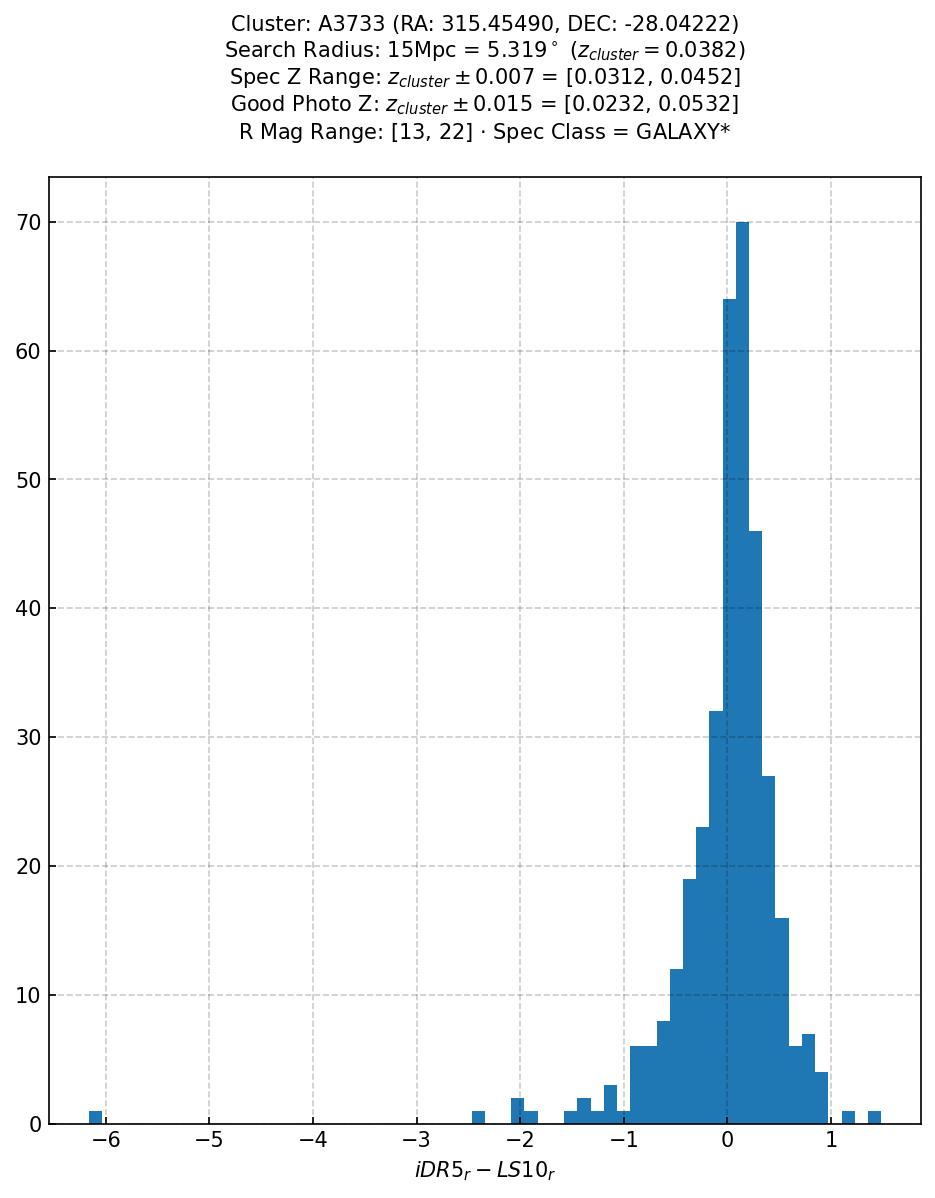 Cluster: A3733 (RA: 315.45490, DEC: -28.04222)
Search Radius: 15Mpc = 5.319° (z_cluster = 0.0382)
Spec Z Range: z_cluster ± 0.007 = [0.0312, 0.0452]
Good Photo Z: z_cluster ± 0.015 = [0.0232, 0.0532]
R Mag Range: [13, 22] · Spec Class = GALAXY*
70
60
50
40
30
20
10
0
−6 −5 −4 −3 −2 −1 0 1
iDR5_r − LS10_r